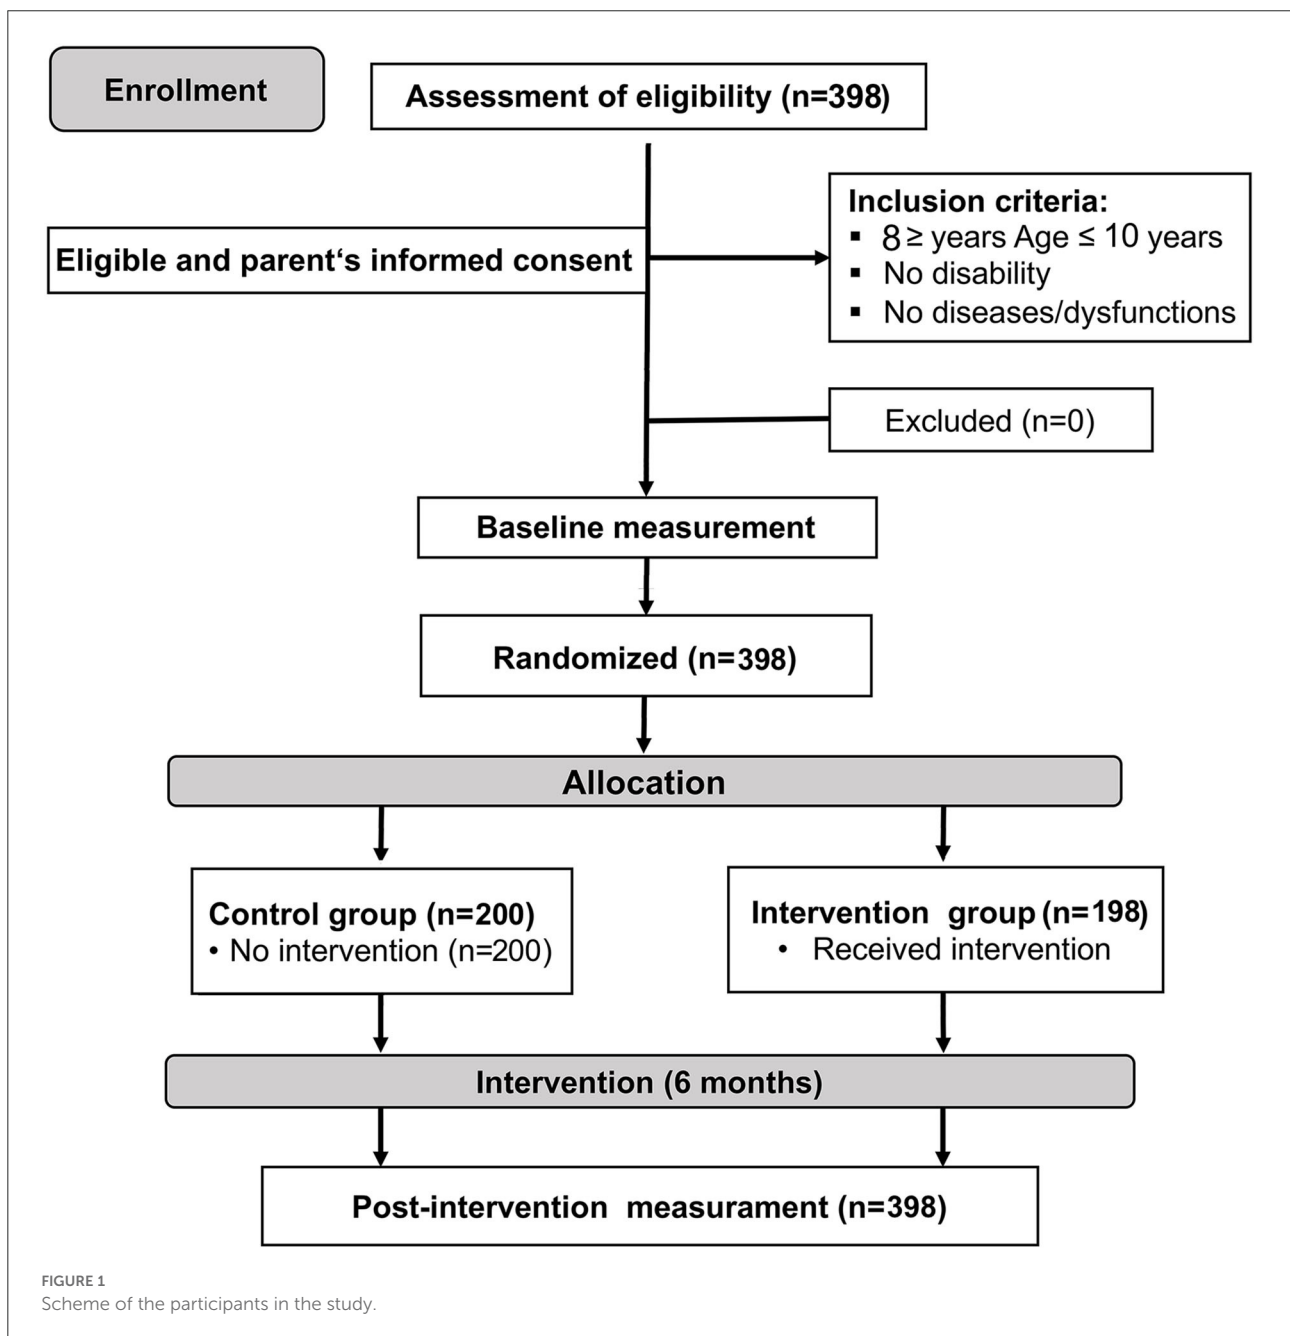 Enrollment
Assessment of eligibility (n=398)
Inclusion criteria:
▪ 8 ≥ years Age ≤ 10 years
▪ No disability
▪ No diseases/dysfunctions
Eligible and parent‘s informed consent
Excluded (n=0)
Baseline measurement
Randomized (n=398)
Allocation
Control group (n=200)
• No intervention (n=200)
Intervention group (n=198)
• Received intervention
Intervention (6 months)
Post-intervention measurament (n=398)
FIGURE 1
Scheme of the participants in the study.